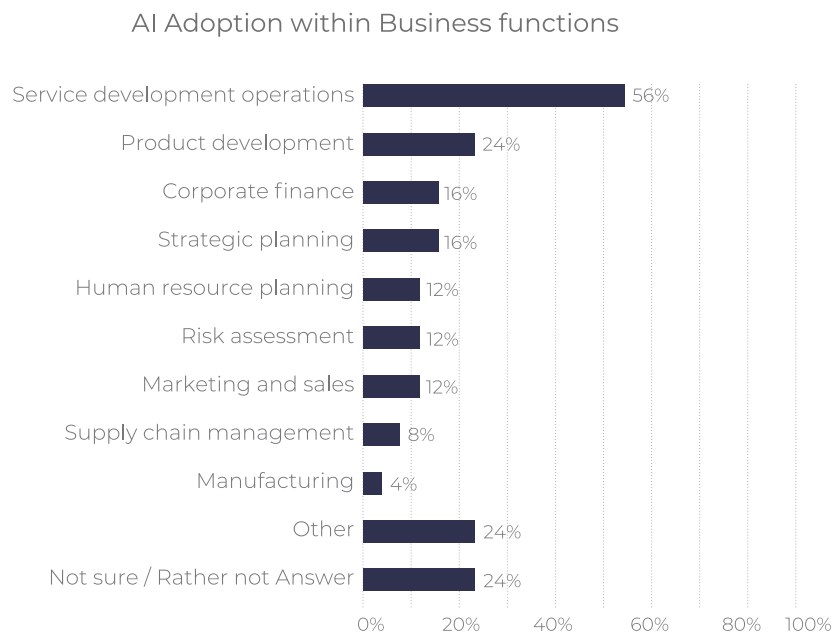 AI Adoption within Business functions
Service development operations 56%
Product development 24%
Corporate finance 16%
Strategic planning 16%
Human resource planning 12%
Risk assessment 12%
Marketing and sales 12%
Supply chain management 8%
Manufacturing 4%
Other 24%
Not sure / Rather not Answer 24%
0% 20% 40% 60% 80% 100%